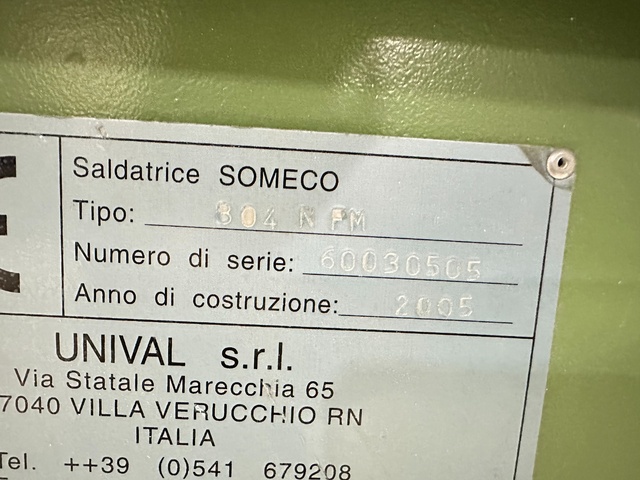 CE
Saldatrice SOMECO
Tipo: 304 N FM
Numero di serie: 60030505
Anno di costruzione: 2005
UNIVAL s.r.l.
Via Statale Marecchia 65
7040 VILLA VERUCCHIO RN
ITALIA
Tel. ++39 (0)541 679208